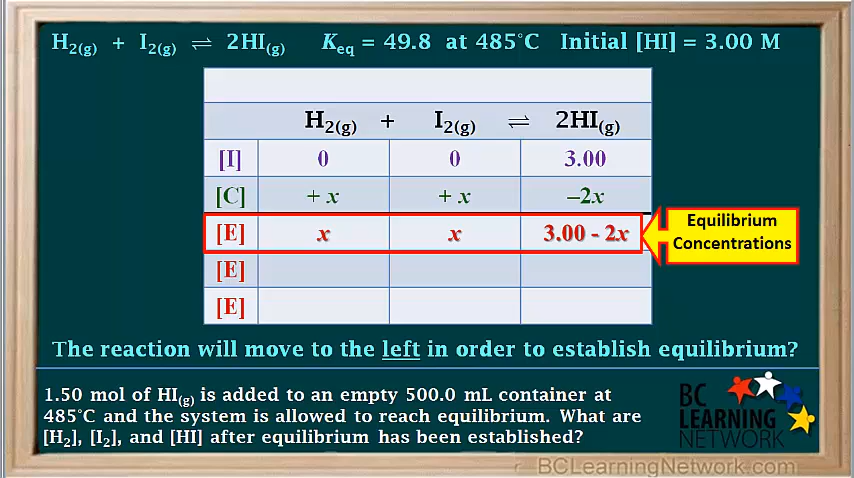 H2(g) + I2(g) ⇌ 2HI(g) Keq = 49.8 at 485°C Initial [HI] = 3.00 M
H2(g) + I2(g) ⇌ 2HI(g)
[I] 0 0 3.00
[C] + x + x –2x
[E] x x 3.00 - 2x
Equilibrium
Concentrations
[E]
[E]
The reaction will move to the left in order to establish equilibrium?
1.50 mol of HI(g) is added to an empty 500.0 mL container at
485°C and the system is allowed to reach equilibrium. What are
[H2], [I2], and [HI] after equilibrium has been established?
BC
LEARNING
NETWORK
BCLearningNetwork.com